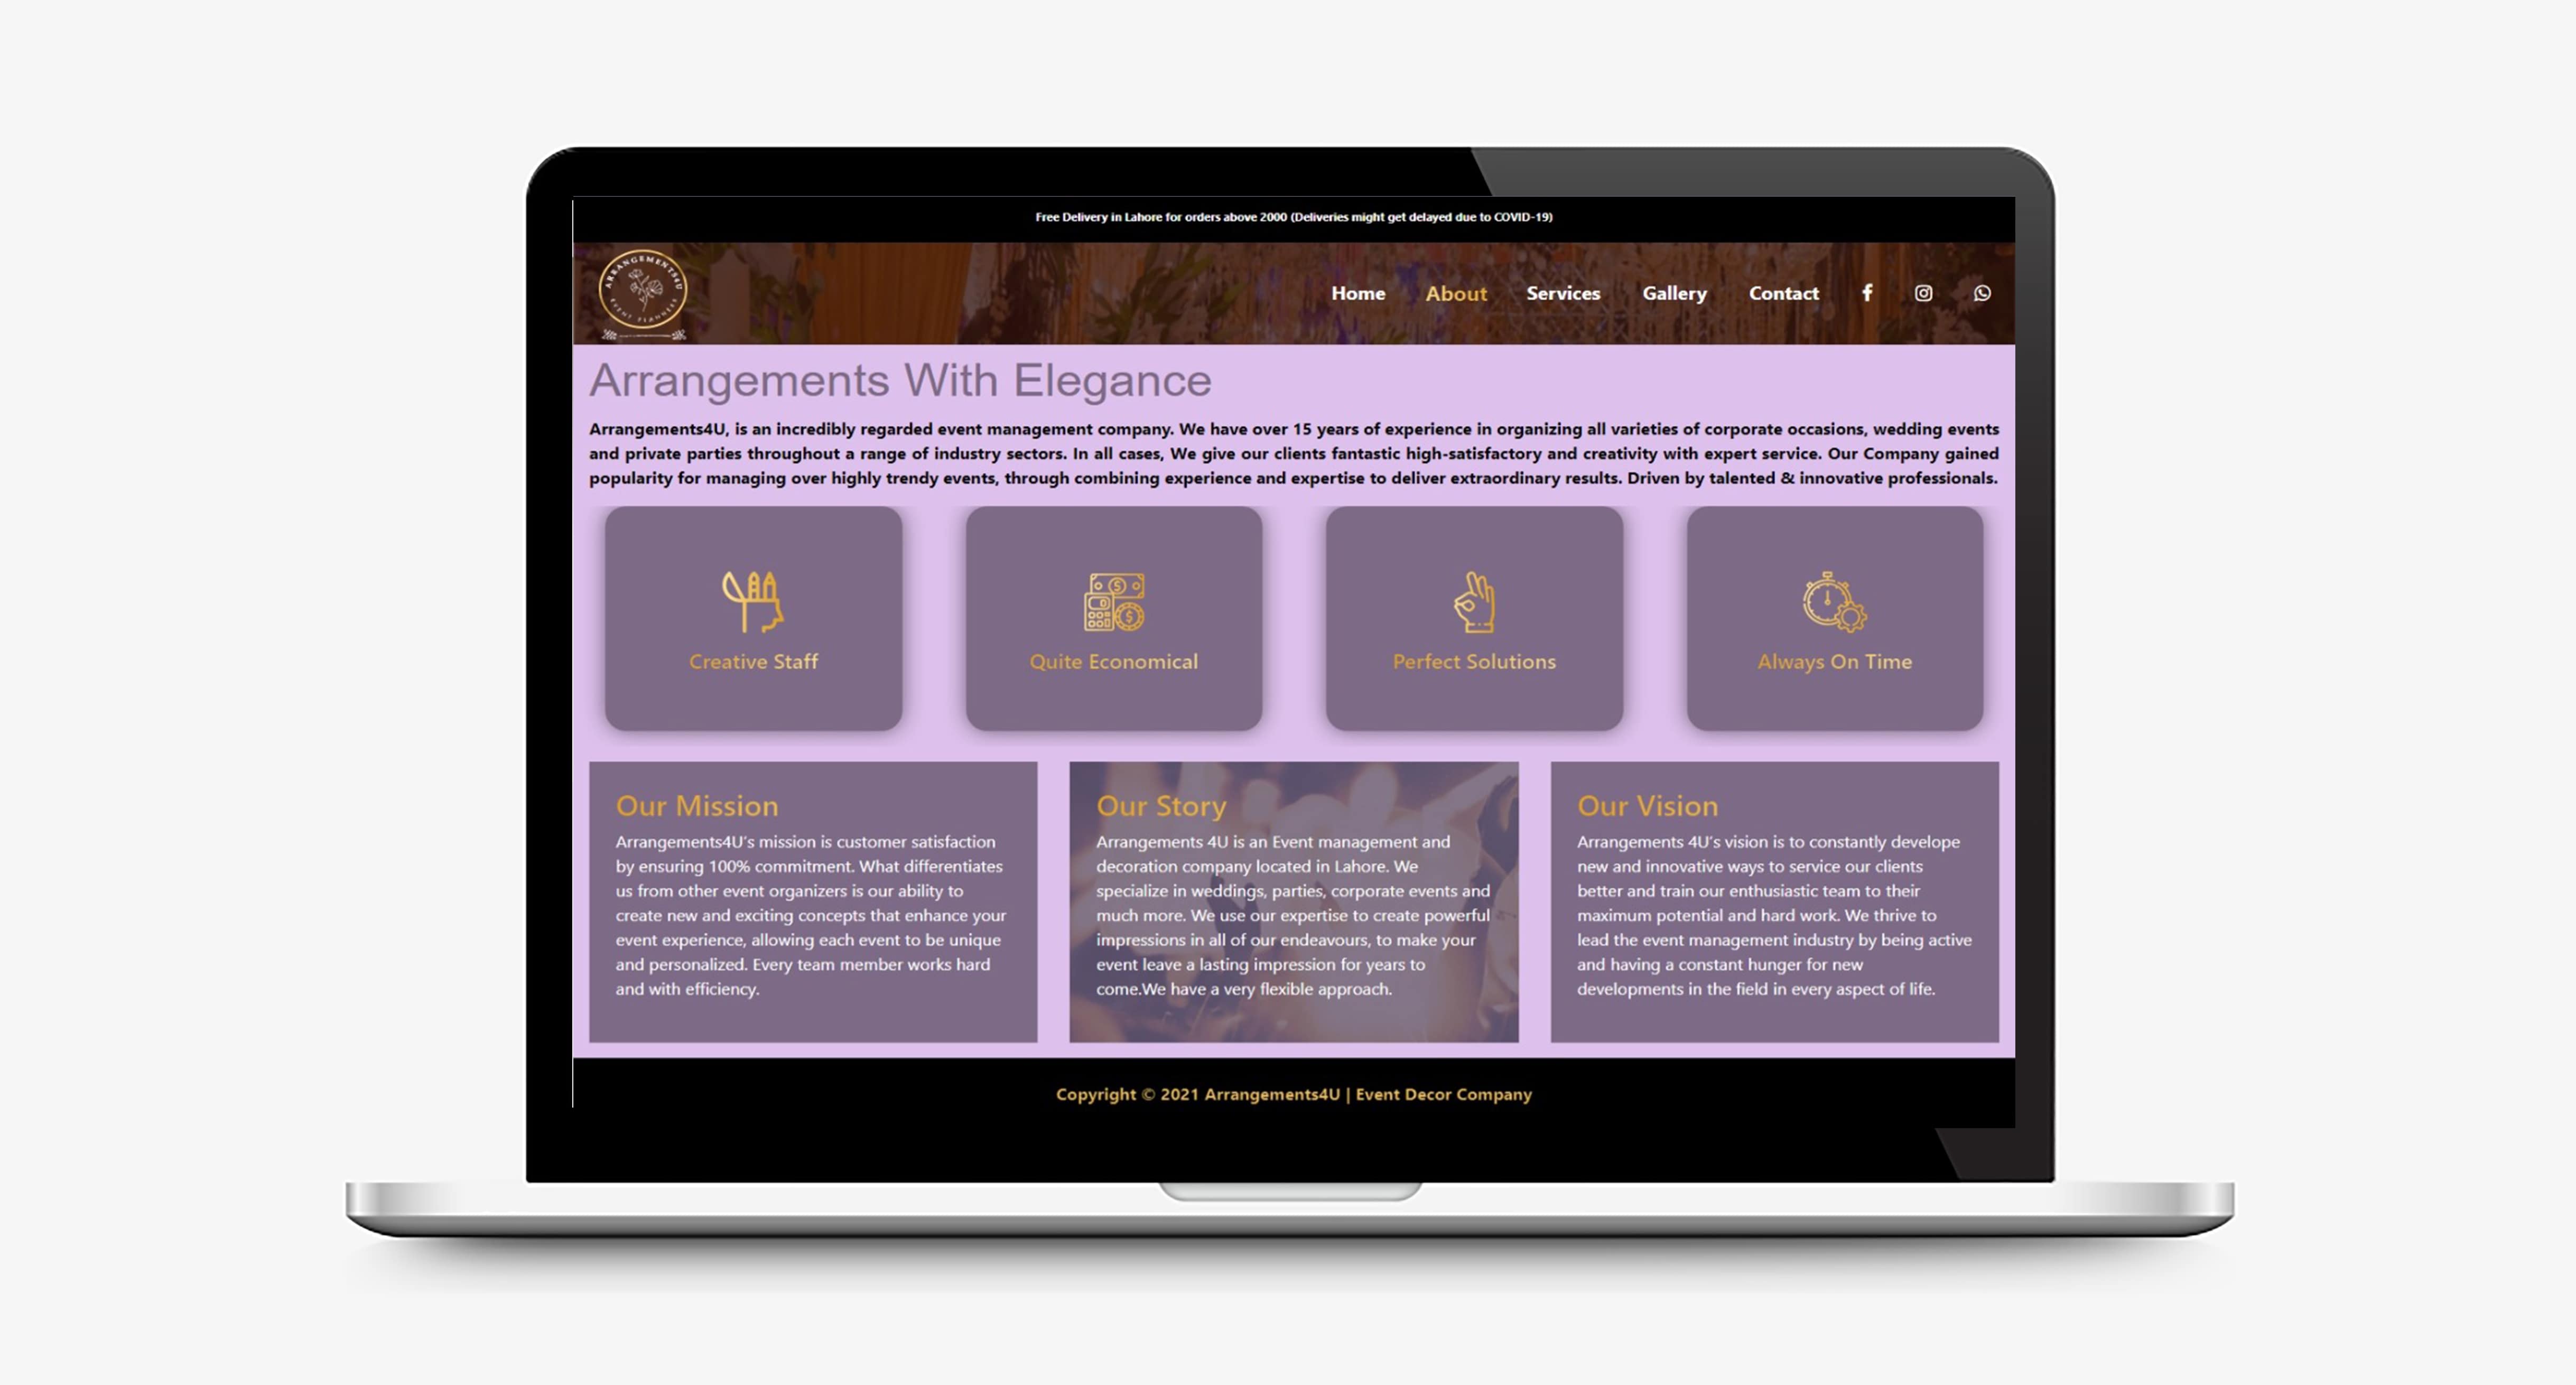 Free Delivery in Lahore for orders above 2000 (Deliveries might get delayed due to COVID-19)
ARRANGEMENTS4U
EVENT PLANNER
Home About Services Gallery Contact
Arrangements With Elegance
Arrangements4U, is an incredibly regarded event management company. We have over 15 years of experience in organizing all varieties of corporate occasions, wedding events
and private parties throughout a range of industry sectors. In all cases, We give our clients fantastic high-satisfactory and creativity with expert service. Our Company gained
popularity for managing over highly trendy events, through combining experience and expertise to deliver extraordinary results. Driven by talented & innovative professionals.
Creative Staff
Quite Economical
Perfect Solutions
Always On Time
Our Mission
Arrangements4U's mission is customer satisfaction
by ensuring 100% commitment. What differentiates
us from other event organizers is our ability to
create new and exciting concepts that enhance your
event experience, allowing each event to be unique
and personalized. Every team member works hard
and with efficiency.
Our Story
Arrangements 4U is an Event management and
decoration company located in Lahore. We
specialize in weddings, parties, corporate events and
much more. We use our expertise to create powerful
impressions in all of our endeavours, to make your
event leave a lasting impression for years to
come.We have a very flexible approach.
Our Vision
Arrangements 4U's vision is to constantly develope
new and innovative ways to service our clients
better and train our enthusiastic team to their
maximum potential and hard work. We thrive to
lead the event management industry by being active
and having a constant hunger for new
developments in the field in every aspect of life.
Copyright © 2021 Arrangements4U | Event Decor Company